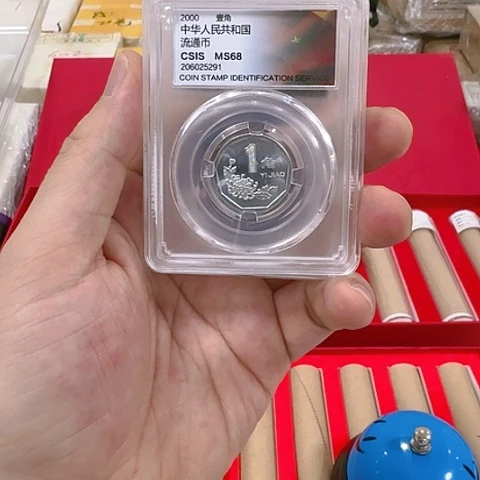 2000 壹角
中华人民共和国
流通币
CSIS MS68
206025291
COIN STAMP IDENTIFICATION SERVICE
1角
YI JIAO